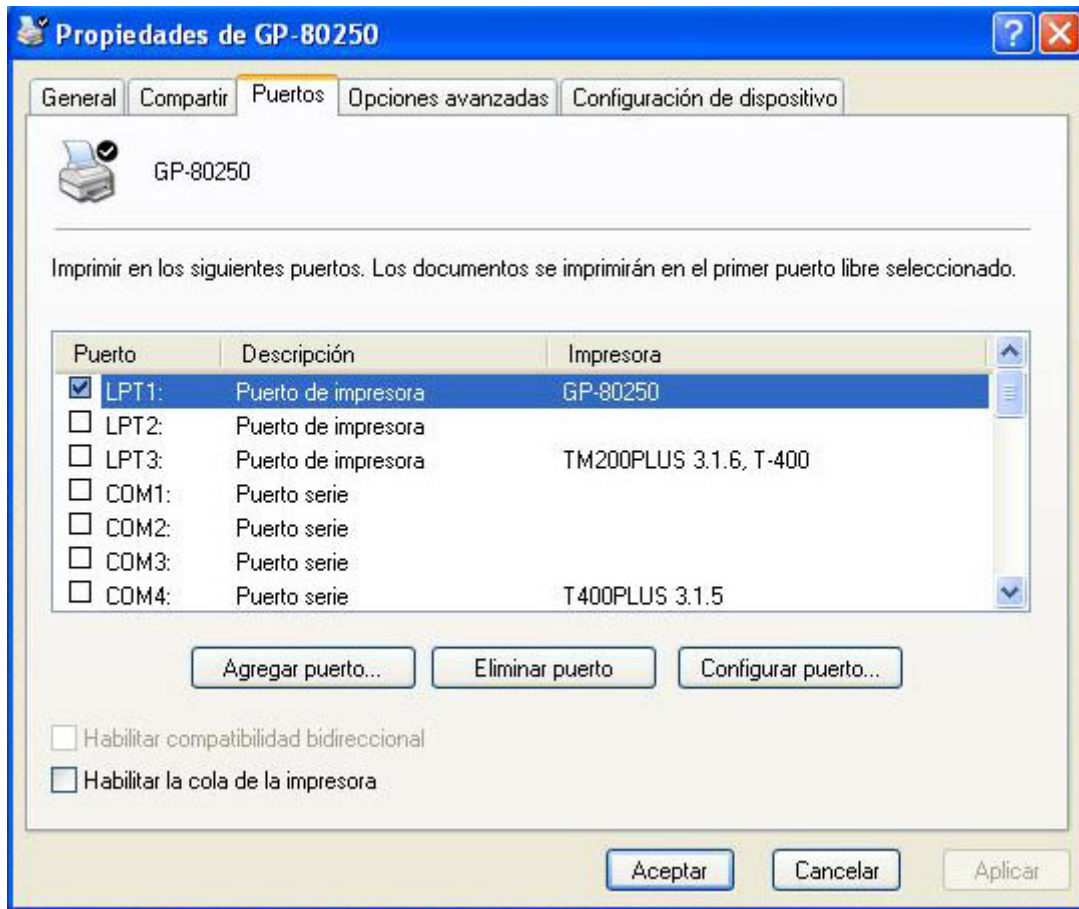 Propiedades de GP-80250
General Compartir Puertos Opciones avanzadas Configuración de dispositivo
GP-80250
Imprimir en los siguientes puertos. Los documentos se imprimirán en el primer puerto libre seleccionado.
Puerto Descripción Impresora
LPT1: Puerto de impresora GP-80250
LPT2: Puerto de impresora
LPT3: Puerto de impresora TM200PLUS 3.1.6, T-400
COM1: Puerto serie
COM2: Puerto serie
COM3: Puerto serie
COM4: Puerto serie T400PLUS 3.1.5
Agregar puerto... Eliminar puerto Configurar puerto...
Habilitar compatibilidad bidireccional
Habilitar la cola de la impresora
Aceptar Cancelar Aplicar